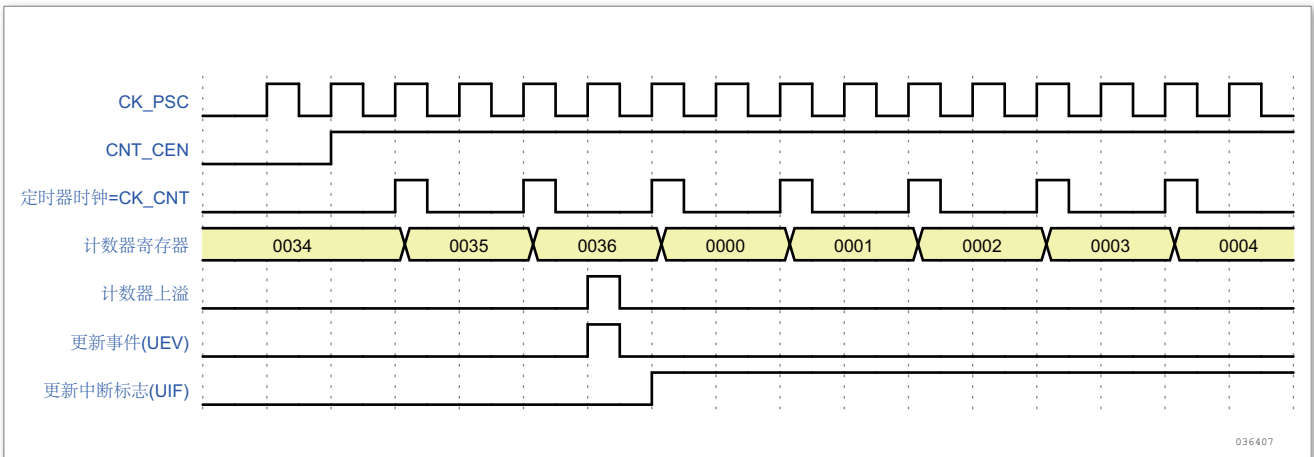 CK_PSC
CNT_CEN
定时器时钟=CK_CNT
计数器寄存器 0034 0035 0036 0000 0001 0002 0003 0004
计数器上溢
更新事件(UEV)
更新中断标志(UIF)
036407